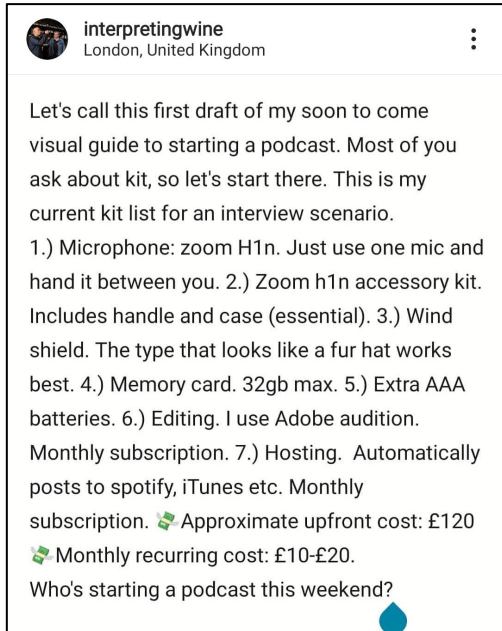 interpretingwine
London, United Kingdom
Let's call this first draft of my soon to come
visual guide to starting a podcast. Most of you
ask about kit, so let's start there. This is my
current kit list for an interview scenario.
1.) Microphone: zoom H1n. Just use one mic and
hand it between you. 2.) Zoom h1n accessory kit.
Includes handle and case (essential). 3.) Wind
shield. The type that looks like a fur hat works
best. 4.) Memory card. 32gb max. 5.) Extra AAA
batteries. 6.) Editing. I use Adobe audition.
Monthly subscription. 7.) Hosting.  Automatically
posts to spotify, iTunes etc. Monthly
subscription. 💸Approximate upfront cost: £120
💸Monthly recurring cost: £10-£20.
Who's starting a podcast this weekend?